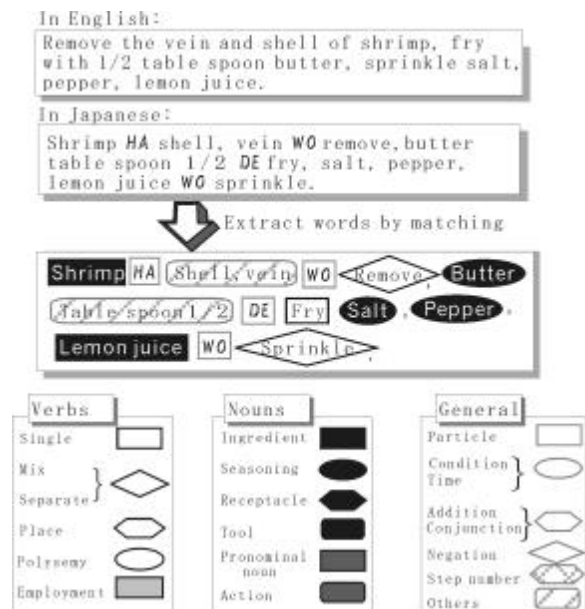 In English:
Remove the vein and shell of shrimp, fry
with 1/2 table spoon butter, sprinkle salt,
pepper, lemon juice.
In Japanese:
Shrimp HA shell, vein WO remove,butter
table spoon 1/2 DE fry, salt, pepper,
lemon juice WO sprinkle.
Extract words by matching
Shrimp HA Shell, vein WO Remove, Butter
Table spoon 1/2 DE Fry Salt , Pepper ,
Lemon juice WO Sprinkle.
Verbs
Single
Mix
Separate
Place
Polysemy
Employment
Nouns
Ingredient
Seasoning
Receptacle
Tool
Pronominal
noun
Action
General
Particle
Condition
Time
Addition
Conjunction
Negation
Step number
Others